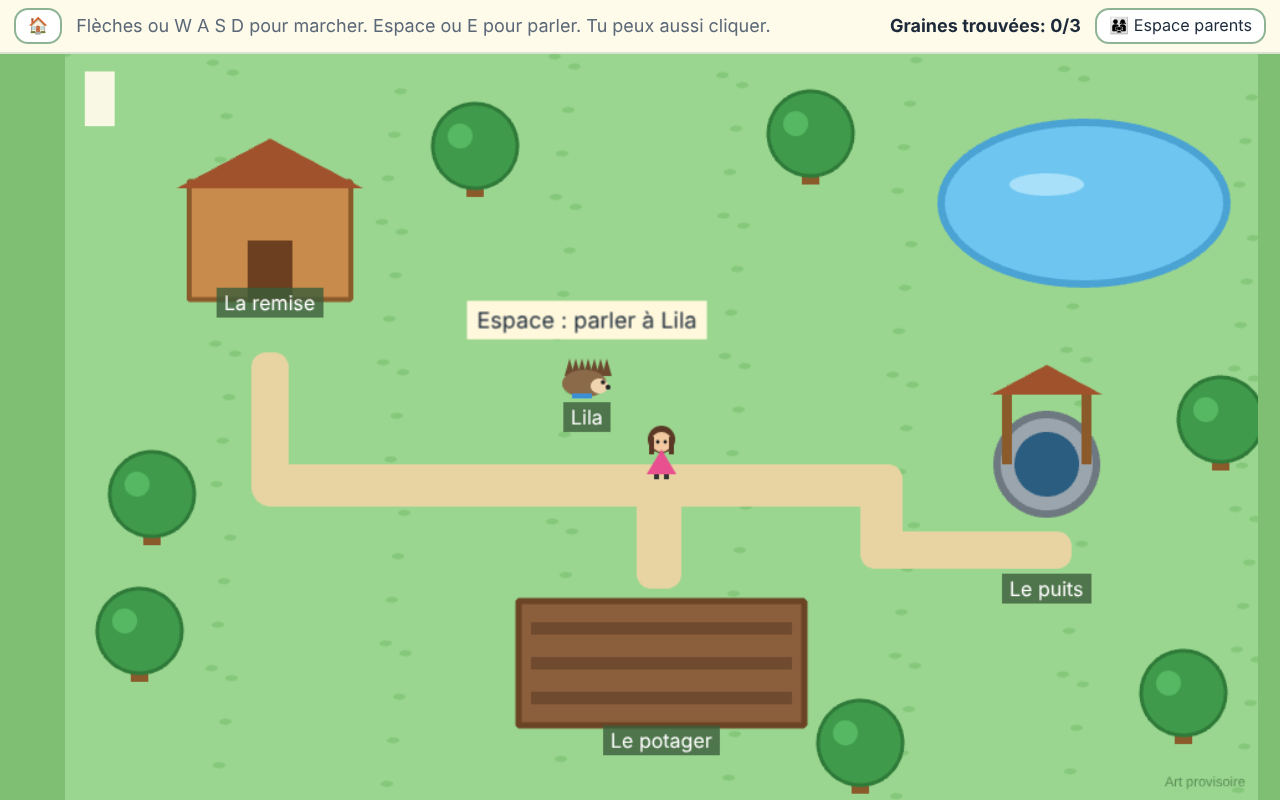 Flèches ou W A S D pour marcher. Espace ou E pour parler. Tu peux aussi cliquer.
Graines trouvées: 0/3
Espace parents
La remise
Espace : parler à Lila
Lila
Le puits
Le potager
Art provisoire